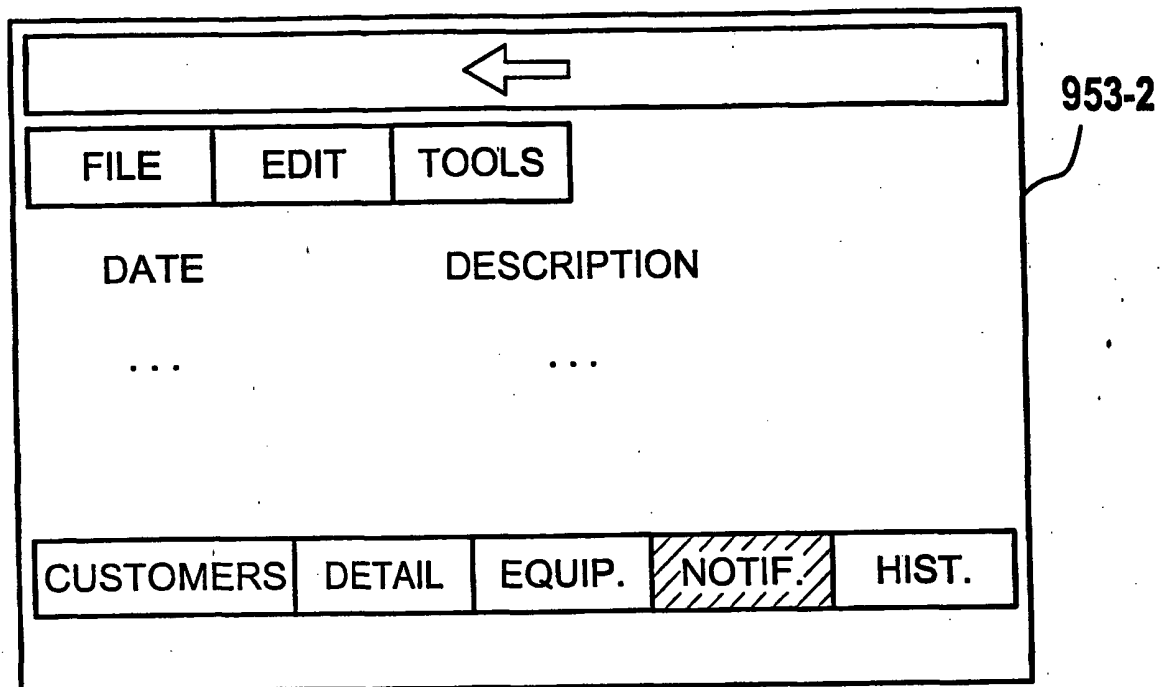 953-2
FILE EDIT TOOLS
DATE DESCRIPTION
... ...
CUSTOMERS DETAIL EQUIP. NOTIF. HIST.